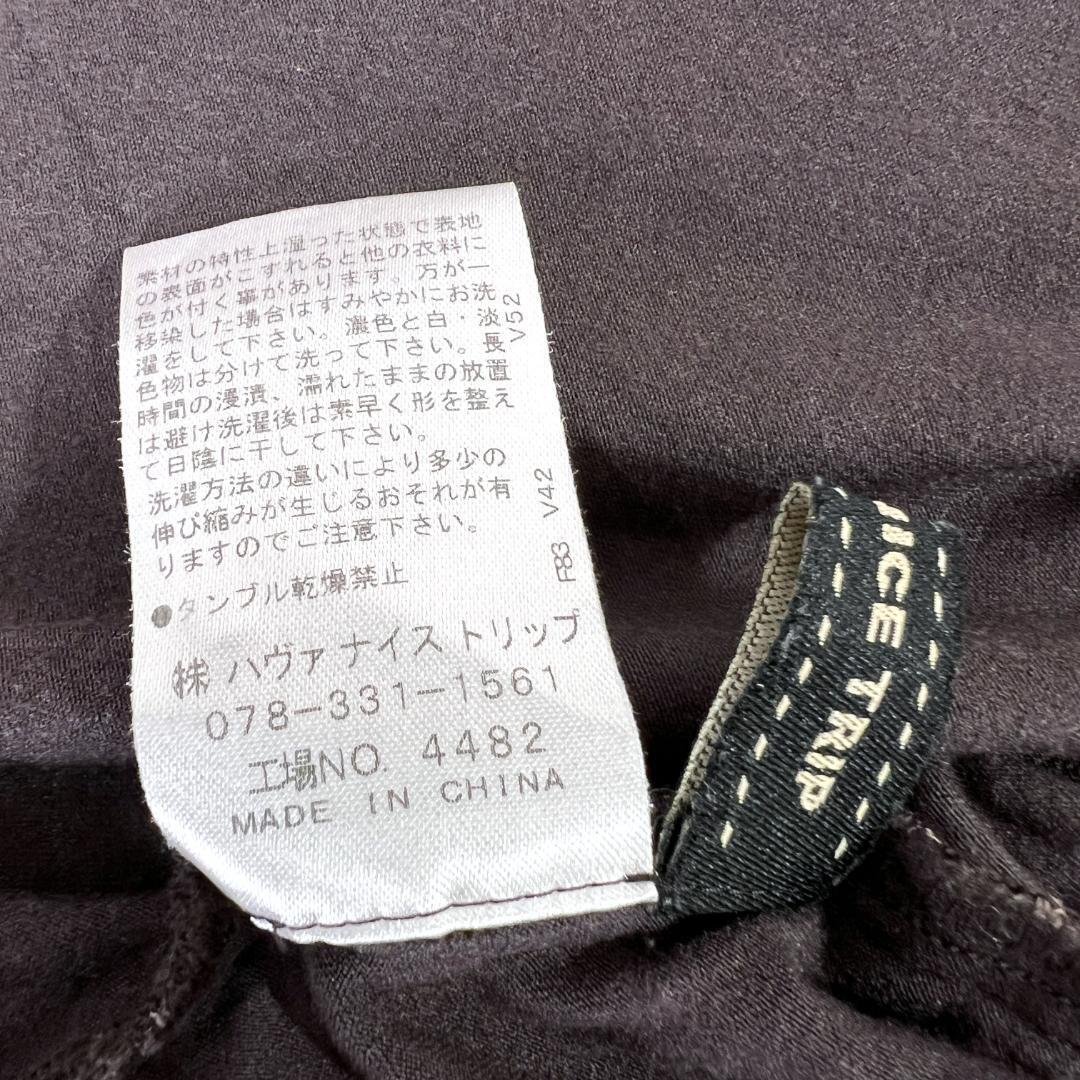 素材の特性上湿った状態で表地
の表面がこすれると他の衣料に
色が付く事があります。万が一
移染した場合はすみやかにお洗
濯をして下さい。濃色と白・淡
色物は分けて洗って下さい。長
時間の浸漬、濡れたままの放置
は避け洗濯後は素早く形を整え
て日陰に干して下さい。
洗濯方法の違いにより多少の
伸び縮みが生じるおそれが有
りますのでご注意下さい。
●タンブル乾燥禁止
㈱ ハヴァ ナイス トリップ
078-331-1561
工場NO. 4482
MADE IN CHINA
V52
V42
F83
NICE TRIP